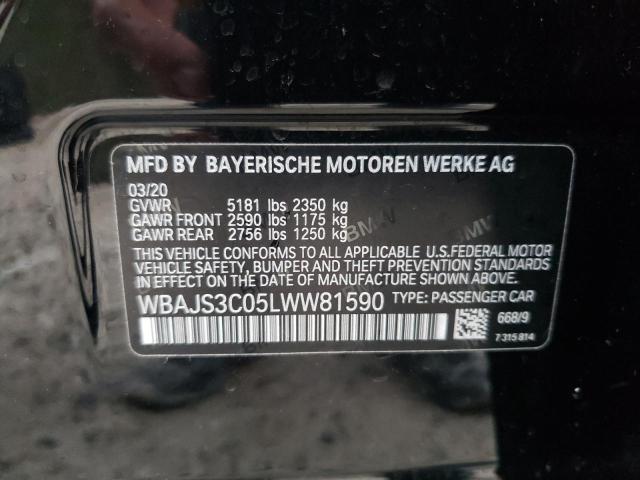 MFD BY BAYERISCHE MOTOREN WERKE AG
03/20
GVWR 5181 lbs 2350 kg
GAWR FRONT 2590 lbs 1175 kg
GAWR REAR 2756 lbs 1250 kg
THIS VEHICLE CONFORMS TO ALL APPLICABLE U.S.FEDERAL MOTOR
VEHICLE SAFETY, BUMPER AND THEFT PREVENTION STANDARDS
IN EFFECT ON THE DATE OF MANUFACTURE SHOWN ABOVE.
WBAJS3C05LWW81590 TYPE: PASSENGER CAR
668/9
7 315 814